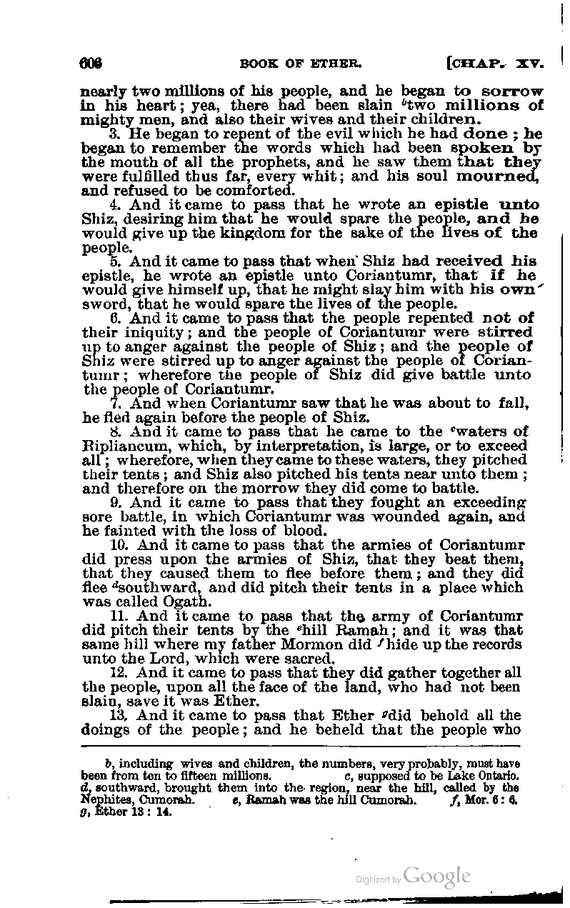 606 BOOK OF ETHER. [CHAP. XV.
nearly two millions of his people, and he began to sorrow
in his heart; yea, there had been slain ᵇtwo millions of
mighty men, and also their wives and their children.
3. He began to repent of the evil which he had done; he
began to remember the words which had been spoken by
the mouth of all the prophets, and he saw them that they
were fulfilled thus far, every whit; and his soul mourned,
and refused to be comforted.
4. And it came to pass that he wrote an epistle unto
Shiz, desiring him that he would spare the people, and he
would give up the kingdom for the sake of the lives of the
people.
5. And it came to pass that when Shiz had received his
epistle, he wrote an epistle unto Coriantumr, that if he
would give himself up, that he might slay him with his own
sword, that he would spare the lives of the people.
6. And it came to pass that the people repented not of
their iniquity; and the people of Coriantumr were stirred
up to anger against the people of Shiz; and the people of
Shiz were stirred up to anger against the people of Corian-
tumr; wherefore the people of Shiz did give battle unto
the people of Coriantumr.
7. And when Coriantumr saw that he was about to fall,
he fled again before the people of Shiz.
8. And it came to pass that he came to the ᶜwaters of
Ripliancum, which, by interpretation, is large, or to exceed
all; wherefore, when they came to these waters, they pitched
their tents; and Shiz also pitched his tents near unto them;
and therefore on the morrow they did come to battle.
9. And it came to pass that they fought an exceeding
sore battle, in which Coriantumr was wounded again, and
he fainted with the loss of blood.
10. And it came to pass that the armies of Coriantumr
did press upon the armies of Shiz, that they beat them,
that they caused them to flee before them; and they did
flee ᵈsouthward, and did pitch their tents in a place which
was called Ogath.
11. And it came to pass that the army of Coriantumr
did pitch their tents by the ᵉhill Ramah; and it was that
same hill where my father Mormon did ᶠhide up the records
unto the Lord, which were sacred.
12. And it came to pass that they did gather together all
the people, upon all the face of the land, who had not been
slain, save it was Ether.
13. And it came to pass that Ether ᵍdid behold all the
doings of the people; and he beheld that the people who
b, including wives and children, the numbers, very probably, must have
been from ten to fifteen millions. c, supposed to be Lake Ontario.
d, southward, brought them into the region, near the hill, called by the
Nephites, Cumorah. e, Ramah was the hill Cumorah. f, Mor. 6: 6.
g, Ether 13: 14.
Digitized by Google